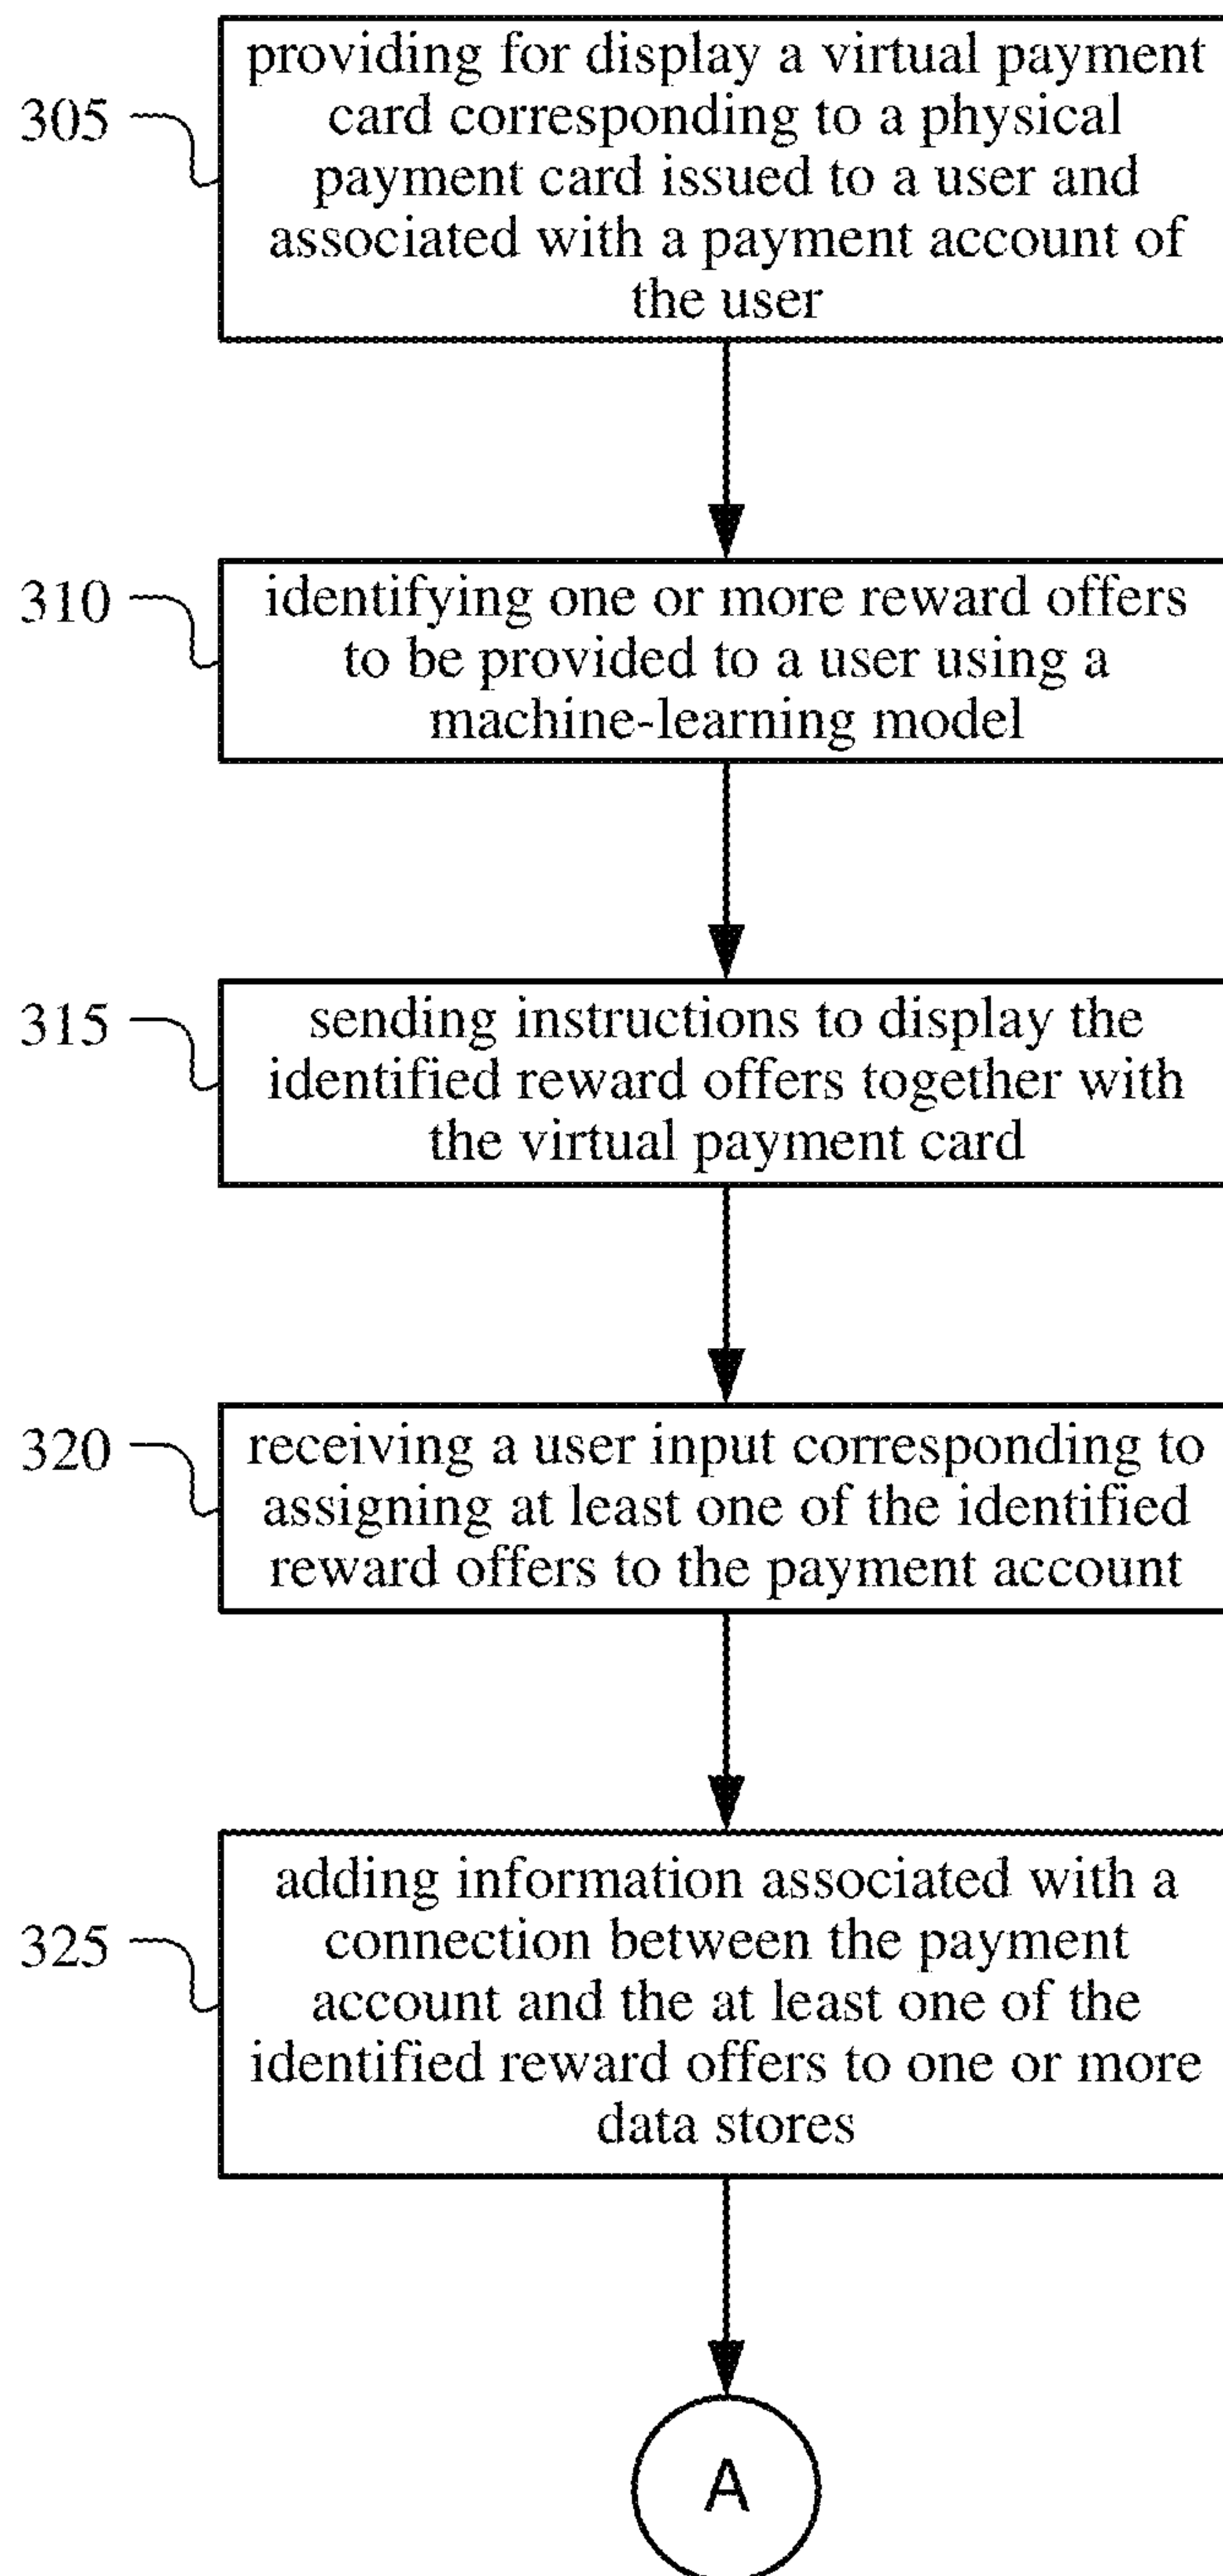 providing for display a virtual payment
card corresponding to a physical
payment card issued to a user and
associated with a payment account of
the user
305
identifying one or more reward offers
to be provided to a user using a
machine-learning model
310
sending instructions to display the
identified reward offers together with
the virtual payment card
315
receiving a user input corresponding to
assigning at least one of the identified
reward offers to the payment account
320
adding information associated with a
connection between the payment
account and the at least one of the
identified reward offers to one or more
data stores
325
A